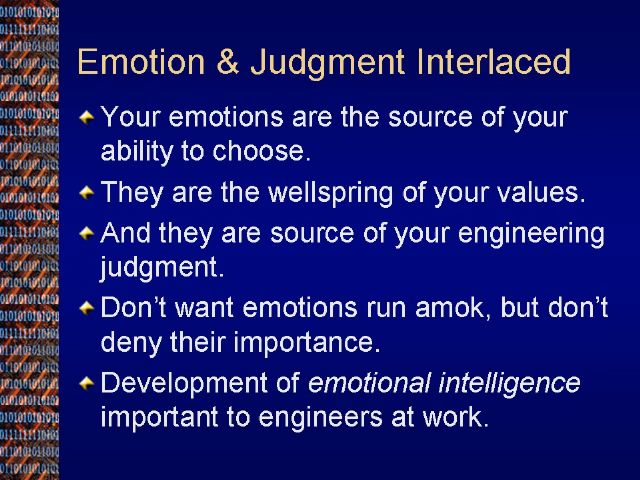 Emotion & Judgment Interlaced
Your emotions are the source of your
ability to choose.
They are the wellspring of your values.
And they are source of your engineering
judgment.
Don't want emotions run amok, but don't
deny their importance.
Development of emotional intelligence
important to engineers at work.